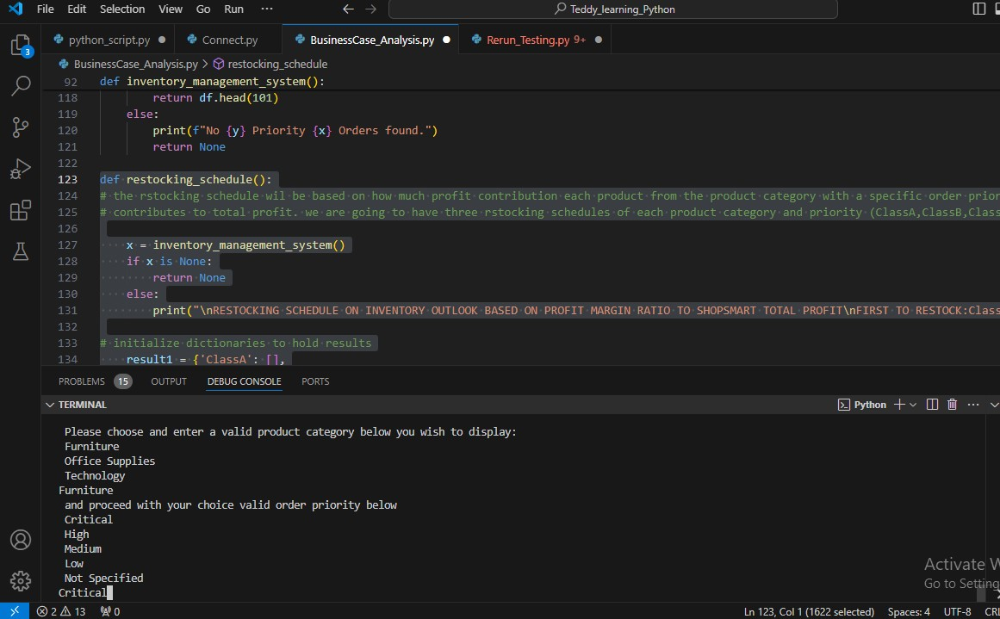 File Edit Selection View Go Run ··· ← → Teddy_learning_Python
python_script.py Connect.py BusinessCase_Analysis.py Rerun_Testing.py 9+
3
BusinessCase_Analysis.py > restocking_schedule
92 def inventory_management_system():
118 return df.head(101)
119 else:
120 print(f"No {y} Priority {x} Orders found.")
121 return None
122
123 def restocking_schedule():
124 # the rstocking schedule wil be based on how much profit contribution each product from the product category with a specific order prior
125 # contributes to total profit. we are going to have three rstocking schedules of each product category and priority (ClassA,ClassB,Class
126
127 x = inventory_management_system()
128 if x is None:
129 return None
130 else:
131 print("\nRESTOCKING SCHEDULE ON INVENTORY OUTLOOK BASED ON PROFIT MARGIN RATIO TO SHOPSMART TOTAL PROFIT\nFIRST TO RESTOCK:Class
132
133 # initialize dictionaries to hold results
134 result1 = {'ClassA': [],
PROBLEMS 15 OUTPUT DEBUG CONSOLE PORTS
TERMINAL Python
Please choose and enter a valid product category below you wish to display:
Furniture
Office Supplies
Technology
Furniture
and proceed with your choice valid order priority below
Critical
High
Medium
Low
Not Specified
Critical
Activate W
Go to Setting
2 13 0 Ln 123, Col 1 (1622 selected) Spaces: 4 UTF-8 CRL